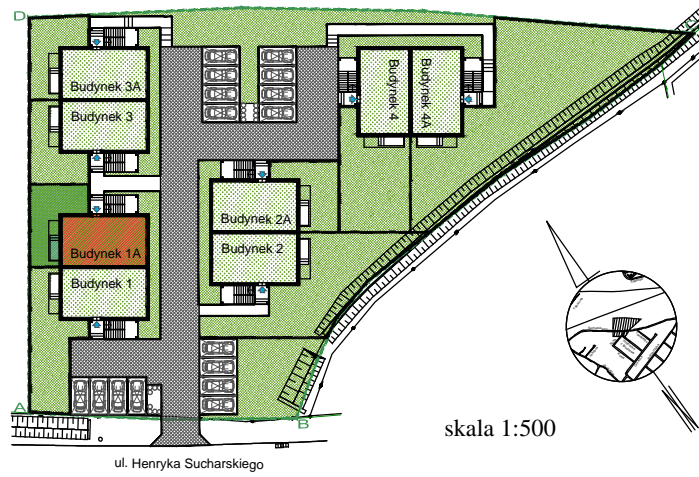 D
Budynek 3A
Budynek 3
Budynek 4
Budynek 4A
Budynek 2A
Budynek 2
Budynek 1A
Budynek 1
A
B
skala 1:500
ul. Henryka Sucharskiego